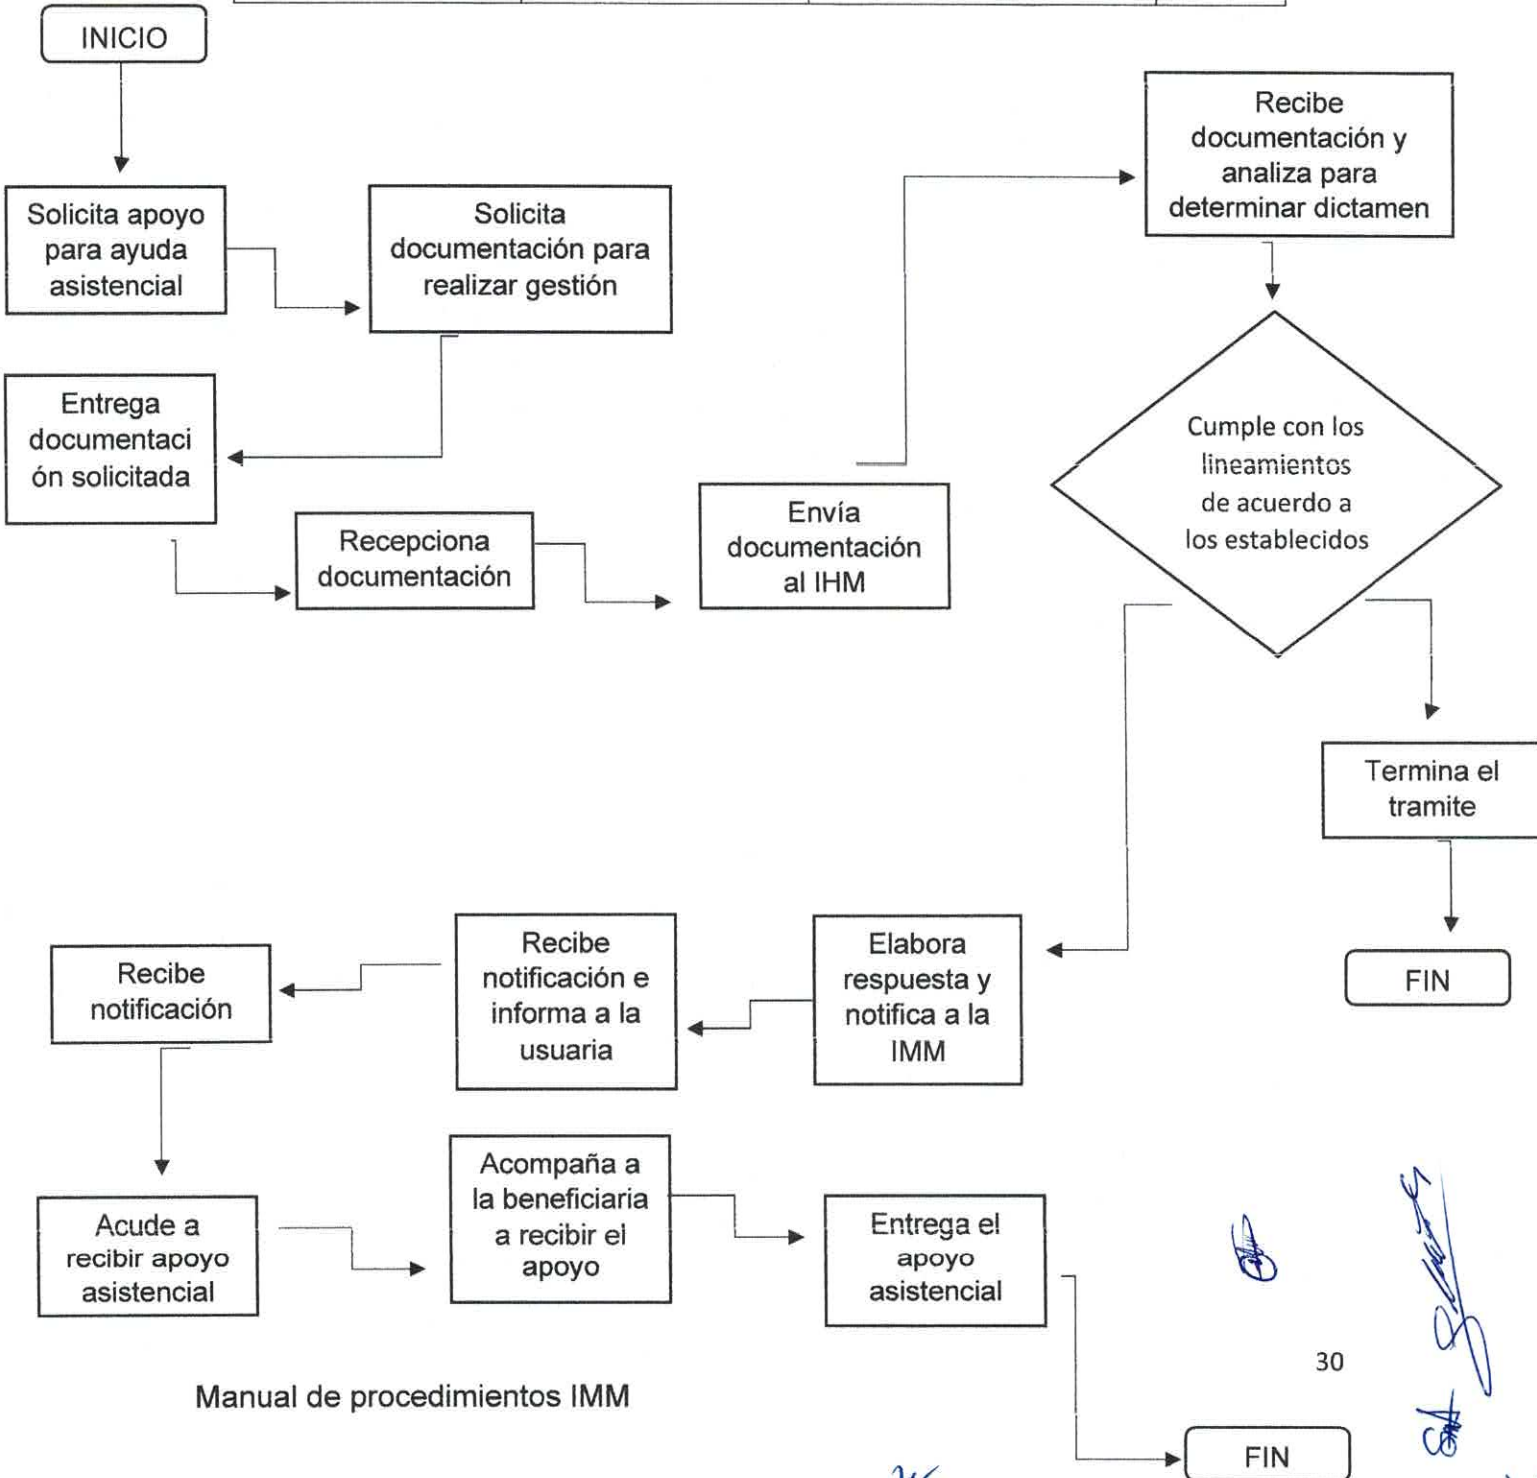 INICIO
Solicita apoyo
para ayuda
asistencial
Solicita
documentación para
realizar gestión
Entrega
documentaci
ón solicitada
Recepciona
documentación
Envía
documentación
al IHM
Recibe
documentación y
analiza para
determinar dictamen
Cumple con los
lineamientos
de acuerdo a
los establecidos
Termina el
tramite
FIN
Elabora
respuesta y
notifica a la
IMM
Recibe
notificación e
informa a la
usuaria
Recibe
notificación
Acude a
recibir apoyo
asistencial
Acompaña a
la beneficiaria
a recibir el
apoyo
Entrega el
apoyo
asistencial
FIN
30
Manual de procedimientos IMM